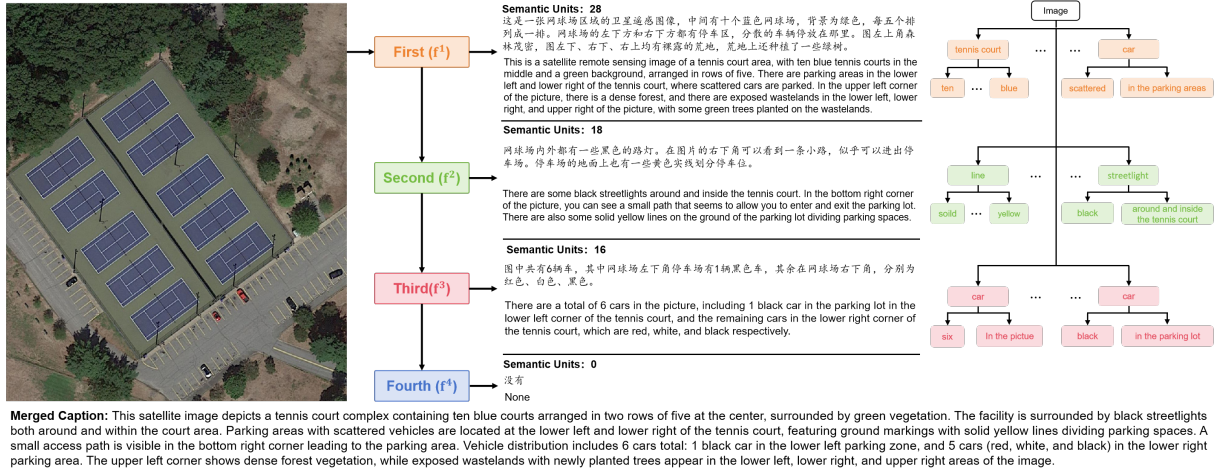 Semantic Units: 28
这是一张网球场区域的卫星遥感图像，中间有十个蓝色网球场，背景为绿色，每五个排
列成一排。网球场的左下方和右下方都有停车区，分散的车辆停放在那里。图左上角森
林茂密，图左下、右下、右上均有裸露的荒地，荒地上还种植了一些绿树。
This is a satellite remote sensing image of a tennis court area, with ten blue tennis courts in the
middle and a green background, arranged in rows of five. There are parking areas in the lower
left and lower right of the tennis court, where scattered cars are parked. In the upper left corner
of the picture, there is a dense forest, and there are exposed wastelands in the lower left, lower
right, and upper right of the picture, with some green trees planted on the wastelands.
First (f¹)
Semantic Units: 18
网球场内外都有一些黑色的路灯。在图片的右下角可以看到一条小路，似乎可以进出停
车场。停车场的地面上也有一些黄色实线划分停车位。
There are some black streetlights around and inside the tennis court. In the bottom right corner
of the picture, you can see a small path that seems to allow you to enter and exit the parking lot.
There are also some solid yellow lines on the ground of the parking lot dividing parking spaces.
Second (f²)
Semantic Units: 16
图中共有6辆车，其中网球场左下角停车场有1辆黑色车，其余在网球场右下角，分别为
红色、白色、黑色。
There are a total of 6 cars in the picture, including 1 black car in the parking lot in the
lower left corner of the tennis court, and the remaining cars in the lower right corner of
the tennis court, which are red, white, and black respectively.
Third(f³)
Semantic Units: 0
没有
None
Fourth (f⁴)
Image
tennis court ... ... car
ten ... blue scattered in the parking areas
line ... ... streetlight
soild ... yellow black around and inside
the tennis court
car ... ... car
six In the pictue black in the parking lot
Merged Caption: This satellite image depicts a tennis court complex containing ten blue courts arranged in two rows of five at the center, surrounded by green vegetation. The facility is surrounded by black streetlights
both around and within the court area. Parking areas with scattered vehicles are located at the lower left and lower right of the tennis court, featuring ground markings with solid yellow lines dividing parking spaces. A
small access path is visible in the bottom right corner leading to the parking area. Vehicle distribution includes 6 cars total: 1 black car in the lower left parking zone, and 5 cars (red, white, and black) in the lower right
parking area. The upper left corner shows dense forest vegetation, while exposed wastelands with newly planted trees appear in the lower left, lower right, and upper right areas of the image.